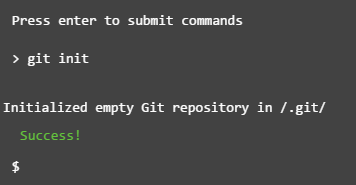 Press enter to submit commands
> git init
Initialized empty Git repository in /.git/
Success!
$